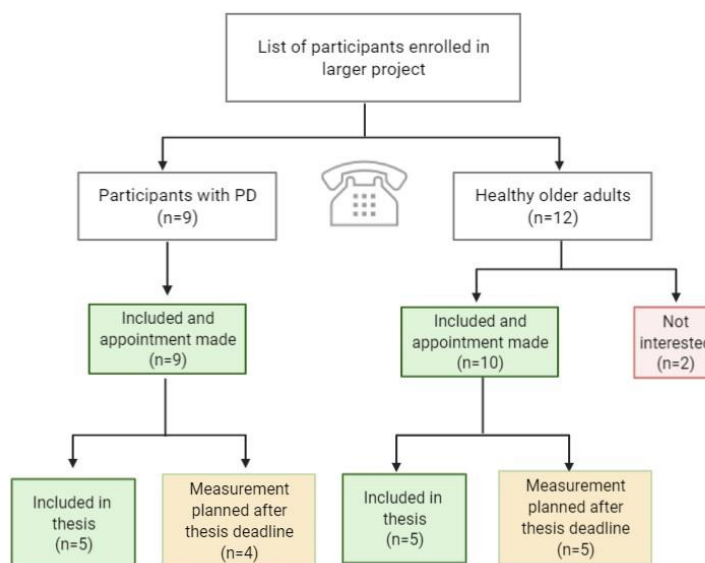 List of participants enrolled in
larger project
Participants with PD
(n=9)
Healthy older adults
(n=12)
Included and
appointment made
(n=9)
Included and
appointment made
(n=10)
Not
interested
(n=2)
Included in
thesis
(n=5)
Measurement
planned after
thesis deadline
(n=4)
Included in
thesis
(n=5)
Measurement
planned after
thesis deadline
(n=5)